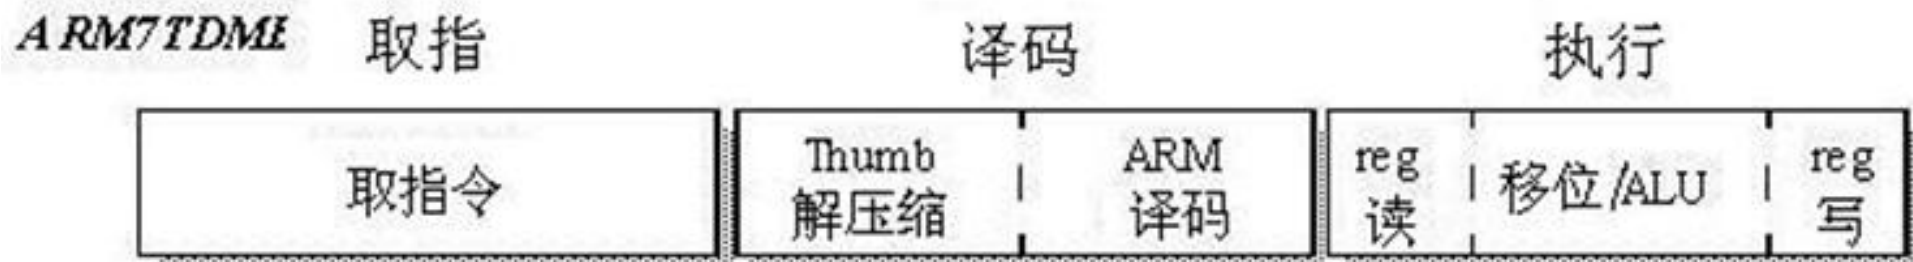 ARM7TDMI 取指 译码 执行
取指令
Thumb
解压缩
ARM
译码
reg
读
移位/ALU
reg
写